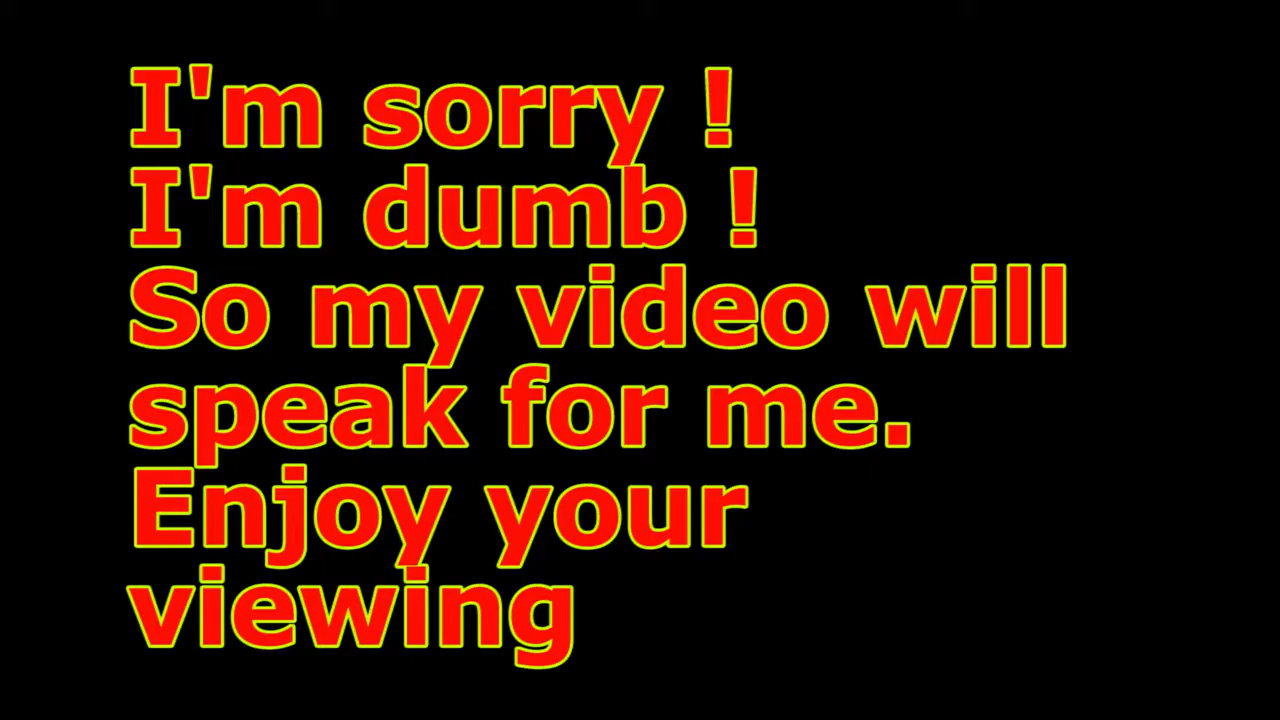 I'm sorry !
I'm dumb !
So my video will
speak for me.
Enjoy your
viewing